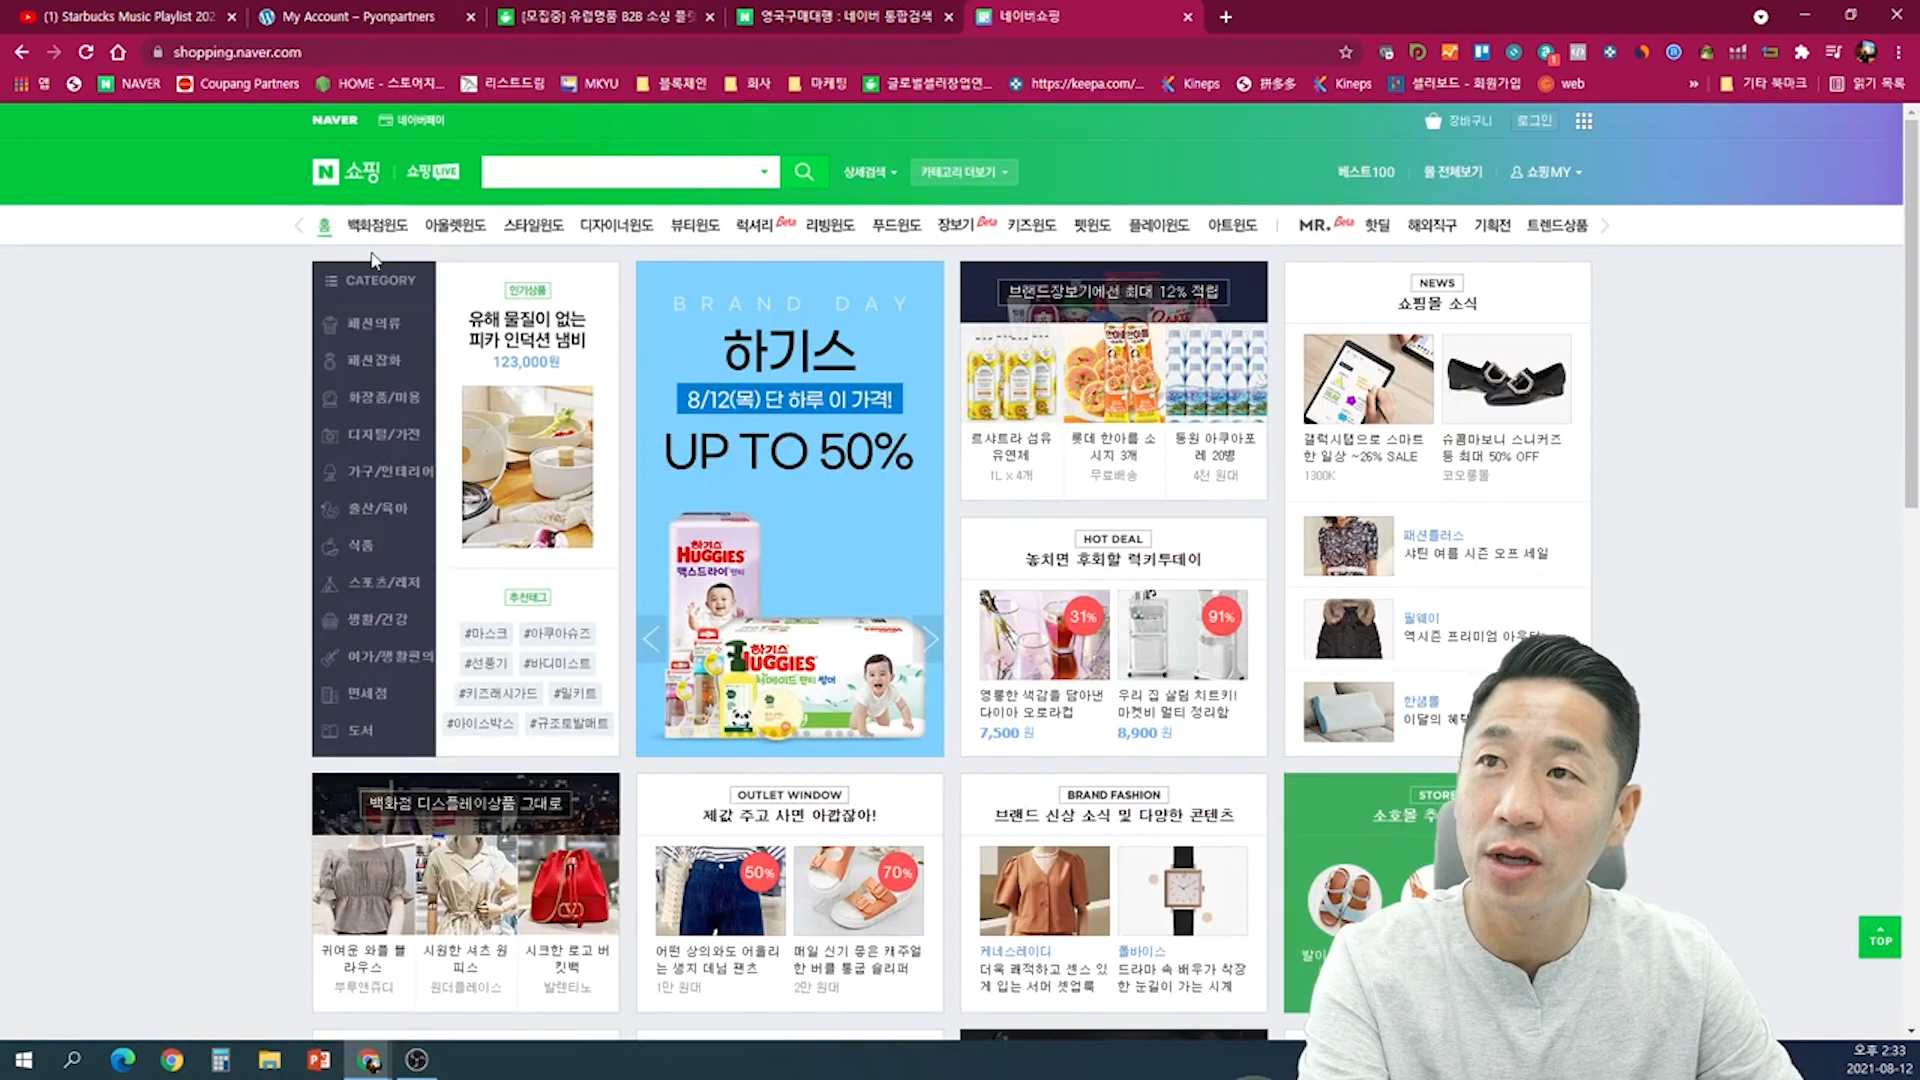 (1) Starbucks Music Playlist 202
My Account – Pyonpartners
[모집중] 유럽명품 B2B 소싱 플
영국구매대행 : 네이버 통합검색
네이버쇼핑
shopping.naver.com
앱
NAVER
Coupang Partners
HOME - 스토어지...
리스트드림
MKYU
블록체인
회사
마케팅
글로벌셀러창업연...
https://keepa.com/...
Kineps
拼多多
Kineps
셀러보드 - 회원가입
web
»
기타 북마크
읽기 목록
NAVER 네이버페이
장바구니 로그인
N 쇼핑 쇼핑LIVE
상세검색 카테고리 더보기
베스트100 몰 전체보기 쇼핑MY
홈 백화점윈도 아울렛윈도 스타일윈도 디자이너윈도 뷰티윈도 럭셔리 Beta 리빙윈도 푸드윈도 장보기 Beta 키즈윈도 펫윈도 플레이윈도 아트윈도 MR. Beta 핫딜 해외직구 기획전 트렌드상품
CATEGORY
패션의류
패션잡화
화장품/미용
디지털/가전
가구/인테리어
출산/육아
식품
스포츠/레저
생활/건강
여가/생활편의
면세점
도서
인기상품
유해 물질이 없는
피카 인덕션 냄비
123,000원
추천태그
#마스크 #아쿠아슈즈
#선풍기 #바디미스트
#키즈래시가드 #밀키트
#아이스박스 #규조토발매트
BRAND DAY
하기스
8/12(목) 단 하루 이 가격!
UP TO 50%
하기스
HUGGIES
맥스드라이 팬티
하기스
HUGGIES
브랜드장보기에선 최대 12% 적립
르샤트라 섬유
유연제
1L x 4개
롯데 한아름 소
시지 3개
무료배송
동원 아쿠아포
레 20병
4천 원대
HOT DEAL
놓치면 후회할 럭키투데이
31%
91%
영롱한 색감을 담아낸
다이아 오로라컵
7,500 원
우리 집 살림 치트키!
마켓비 멀티 정리함
8,900 원
NEWS
쇼핑몰 소식
갤럭시탭으로 스마트
한 일상 ~26% SALE
1300K
슈콤마보니 스니커즈
등 최대 50% OFF
코오롱몰
패션플러스
샤틴 여름 시즌 오프 세일
필웨이
역시즌 프리미엄 아우터
한샘몰
이달의 혜택
백화점 디스플레이상품 그대로
귀여운 와플 블
라우스
부루앤쥬디
시원한 셔츠 원
피스
원더플레이스
시크한 로고 버
킷백
발렌티노
OUTLET WINDOW
제값 주고 사면 아깝잖아!
50%
70%
어떤 상의와도 어울리
는 생지 데님 팬츠
1만 원대
매일 신기 좋은 캐주얼
한 버클 통굽 슬리퍼
2만 원대
BRAND FASHION
브랜드 신상 소식 및 다양한 콘텐츠
케네스레이디
더욱 쾌적하고 센스 있
게 입는 서머 셋업룩
폴바이스
드라마 속 배우가 착장
한 눈길이 가는 시계
STORE
소호몰 추
발이
TOP
오후 2:33
2021-08-12